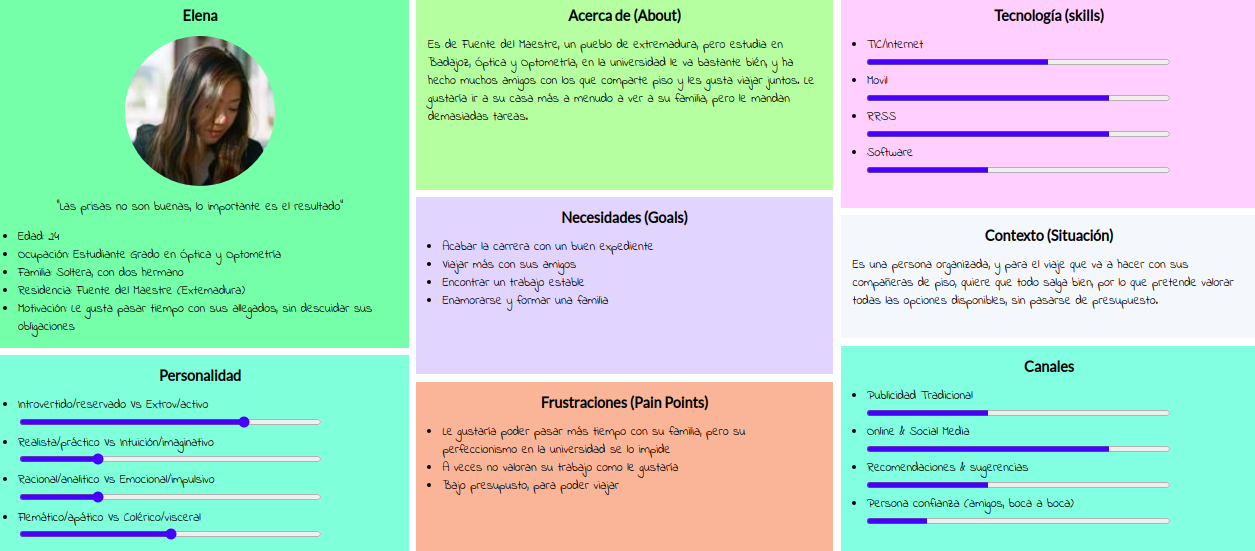 Elena
"Las prisas no son buenas, lo importante es el resultado"
Edad: 24
Ocupación: Estudiante Grado en Óptica y Optometría
Familia: Soltera, con dos hermano
Residencia: Fuente del Maestre (Extremadura)
Motivación: Le gusta pasar tiempo con sus allegados, sin descuidar sus
obligaciones
Personalidad
Introvertido/reservado Vs Extrov/activo
Realista/práctico Vs Intuición/imaginativo
Racional/analítico Vs Emocional/impulsivo
Flemático/apático Vs Colérico/visceral
Acerca de (About)
Es de Fuente del Maestre, un pueblo de extremadura, pero estudia en
Badajoz, Óptica y Optometría, en la universidad le va bastante bién, y ha
hecho muchos amigos con los que comparte piso y les gusta viajar juntos. Le
gustaría ir a su casa más a menudo a ver a su familia, pero le mandan
demasiadas tareas.
Necesidades (Goals)
Acabar la carrera con un buen expediente
Viajar más con sus amigos
Encontrar un trabajo estable
Enamorarse y formar una familia
Frustraciones (Pain Points)
Le gustaría poder pasar más tiempo con su familia, pero su
perfeccionismo en la universidad se lo impide
A veces no valoran su trabajo como le gustaría
Bajo presupusto, para poder viajar
Tecnología (skills)
TIC/Internet
Movil
RRSS
Software
Contexto (Situación)
Es una persona organizada, y para el viaje que va a hacer con sus
compañeras de piso, quiere que todo salga bien, por lo que pretende valorar
todas las opciones disponibles, sin pasarse de presupuesto.
Canales
Publicidad Tradicional
Online & Social Media
Recomendaciones & sugerencias
Persona confianza (amigos, boca a boca)